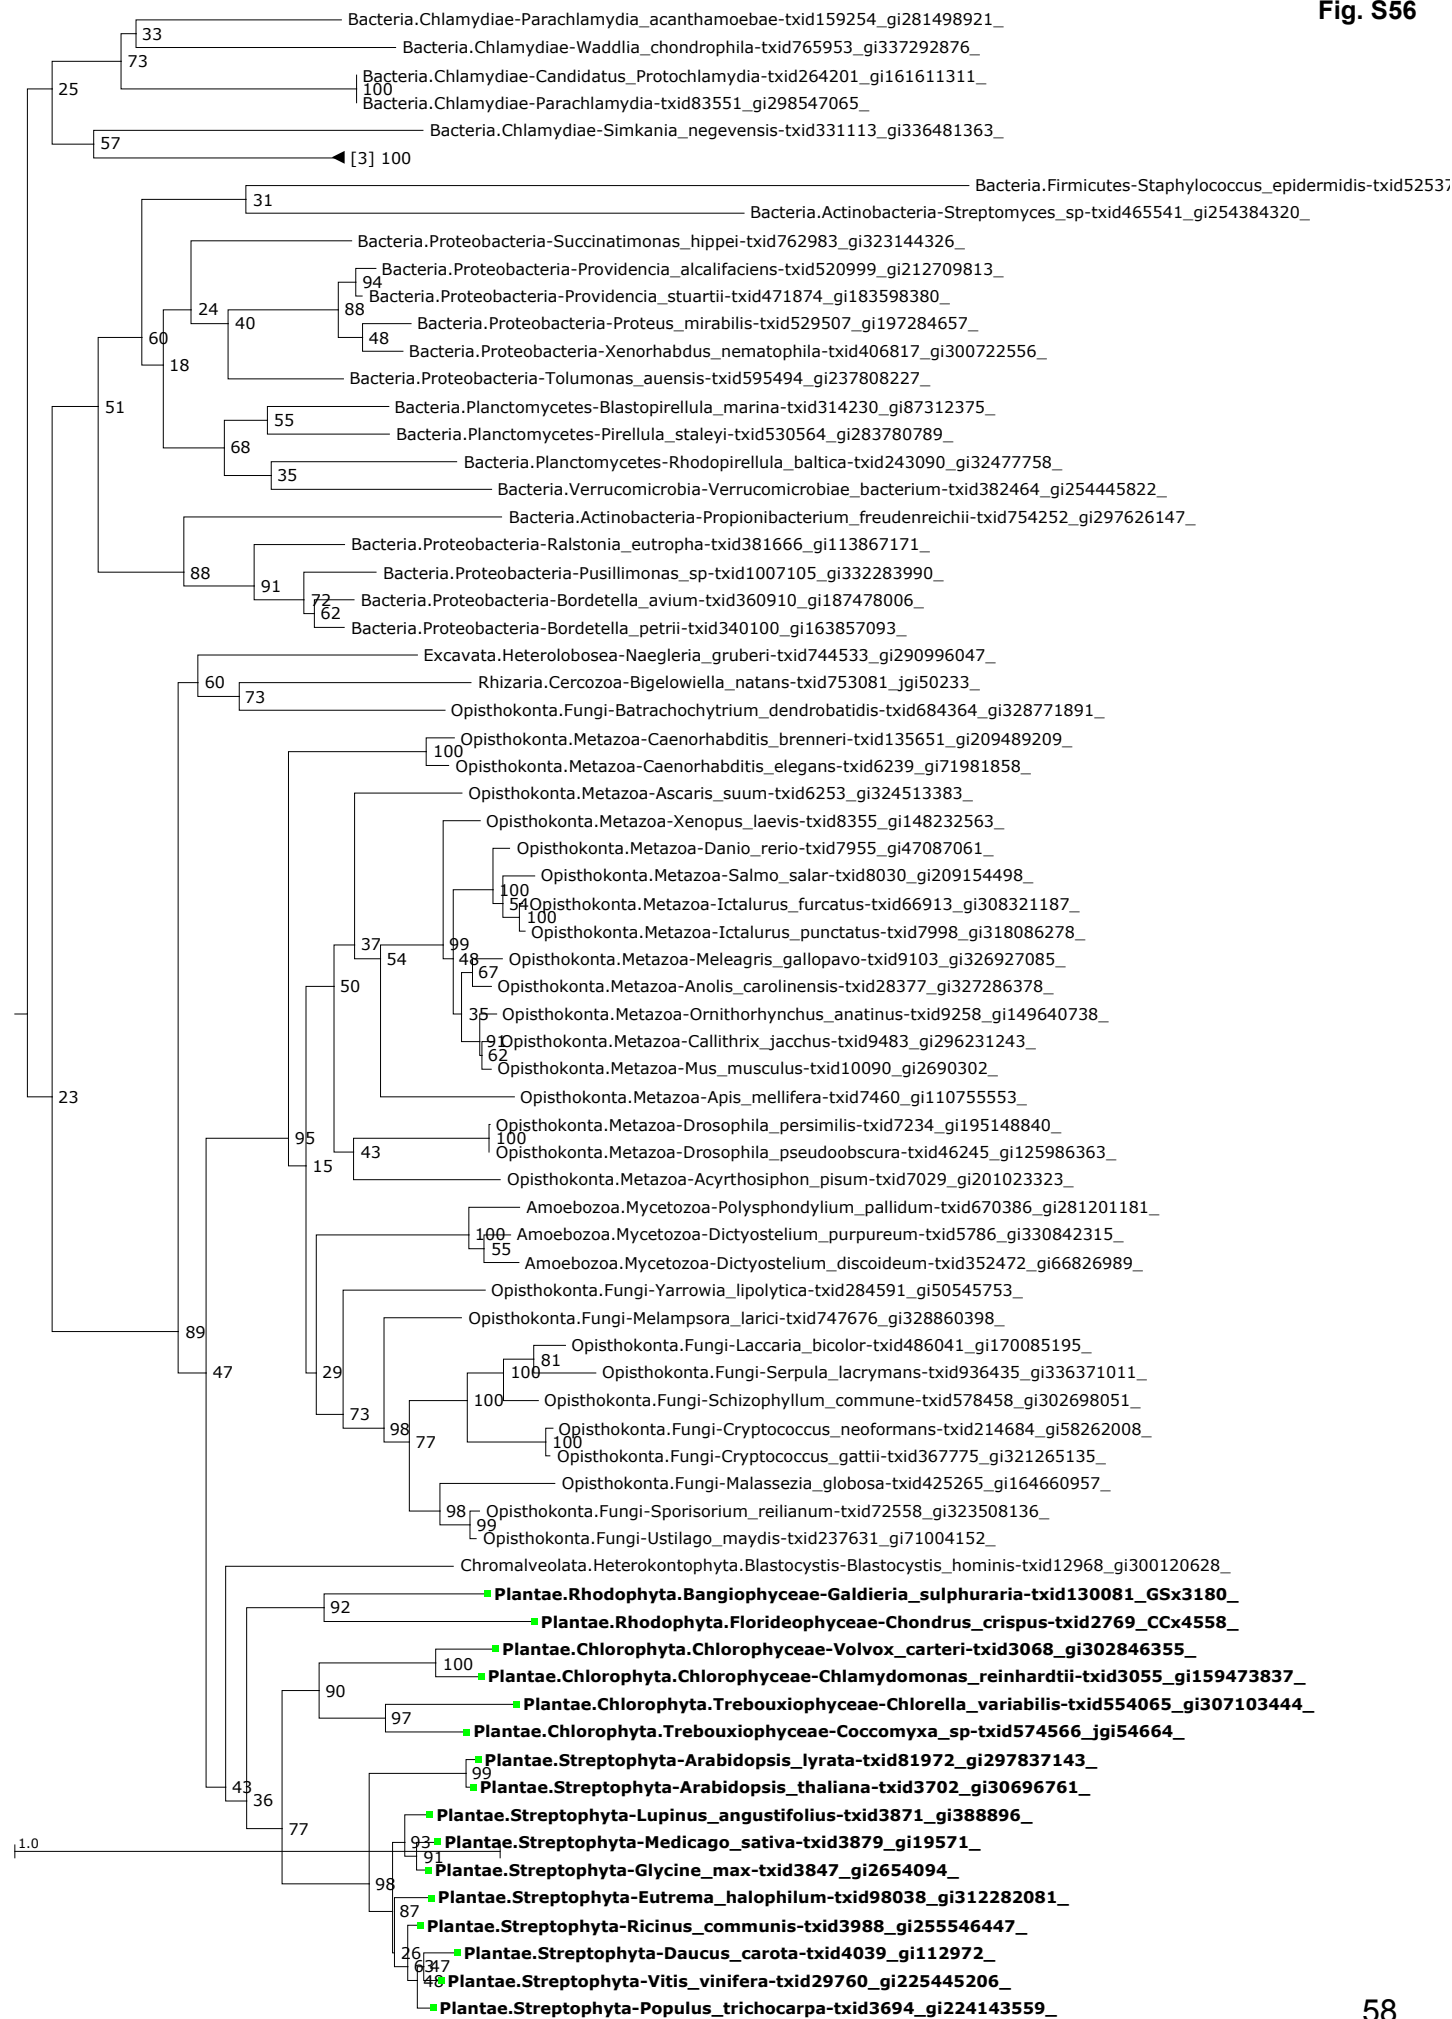 Fig. S56
Bacteria.Chlamydiae-Parachlamydia_acanthamoebae-txid159254_gi281498921_
33
Bacteria.Chlamydiae-Waddlia_chondrophila-txid765953_gi337292876_
73
Bacteria.Chlamydiae-Candidatus_Protochlamydia-txid264201_gi161611311_
25
100
Bacteria.Chlamydiae-Parachlamydia-txid83551_gi298547065_
Bacteria.Chlamydiae-Simkania_negevensis-txid331113_gi336481363_
57
[3] 100
Bacteria.Firmicutes-Staphylococcus_epidermidis-txid52537
31
Bacteria.Actinobacteria-Streptomyces_sp-txid465541_gi254384320_
Bacteria.Proteobacteria-Succinatimonas_hippei-txid762983_gi323144326_
Bacteria.Proteobacteria-Providencia_alcalifaciens-txid520999_gi212709813_
94
Bacteria.Proteobacteria-Providencia_stuartii-txid471874_gi183598380_
24
88
40
Bacteria.Proteobacteria-Proteus_mirabilis-txid529507_gi197284657_
60
48
Bacteria.Proteobacteria-Xenorhabdus_nematophila-txid406817_gi300722556_
18
Bacteria.Proteobacteria-Tolumonas_auensis-txid595494_gi237808227_
51
Bacteria.Planctomycetes-Blastopirellula_marina-txid314230_gi87312375_
55
Bacteria.Planctomycetes-Pirellula_staleyi-txid530564_gi283780789_
68
Bacteria.Planctomycetes-Rhodopirellula_baltica-txid243090_gi32477758_
35
Bacteria.Verrucomicrobia-Verrucomicrobiae_bacterium-txid382464_gi254445822_
Bacteria.Actinobacteria-Propionibacterium_freudenreichii-txid754252_gi297626147_
Bacteria.Proteobacteria-Ralstonia_eutropha-txid381666_gi113867171_
88
91
Bacteria.Proteobacteria-Pusillimonas_sp-txid1007105_gi332283990_
72
Bacteria.Proteobacteria-Bordetella_avium-txid360910_gi187478006_
62
Bacteria.Proteobacteria-Bordetella_petrii-txid340100_gi163857093_
Excavata.Heterolobosea-Naegleria_gruberi-txid744533_gi290996047_
60
Rhizaria.Cercozoa-Bigelowiella_natans-txid753081_jgi50233_
73
Opisthokonta.Fungi-Batrachochytrium_dendrobatidis-txid684364_gi328771891_
Opisthokonta.Metazoa-Caenorhabditis_brenneri-txid135651_gi209489209_
100
Opisthokonta.Metazoa-Caenorhabditis_elegans-txid6239_gi71981858_
Opisthokonta.Metazoa-Ascaris_suum-txid6253_gi324513383_
Opisthokonta.Metazoa-Xenopus_laevis-txid8355_gi148232563_
Opisthokonta.Metazoa-Danio_rerio-txid7955_gi47087061_
Opisthokonta.Metazoa-Salmo_salar-txid8030_gi209154498_
100
54
Opisthokonta.Metazoa-Ictalurus_furcatus-txid66913_gi308321187_
100
Opisthokonta.Metazoa-Ictalurus_punctatus-txid7998_gi318086278_
37
99
54
48
Opisthokonta.Metazoa-Meleagris_gallopavo-txid9103_gi326927085_
67
50
Opisthokonta.Metazoa-Anolis_carolinensis-txid28377_gi327286378_
35
Opisthokonta.Metazoa-Ornithorhynchus_anatinus-txid9258_gi149640738_
91
Opisthokonta.Metazoa-Callithrix_jacchus-txid9483_gi296231243_
62
Opisthokonta.Metazoa-Mus_musculus-txid10090_gi2690302_
23
Opisthokonta.Metazoa-Apis_mellifera-txid7460_gi110755553_
Opisthokonta.Metazoa-Drosophila_persimilis-txid7234_gi195148840_
95
100
43
Opisthokonta.Metazoa-Drosophila_pseudoobscura-txid46245_gi125986363_
15
Opisthokonta.Metazoa-Acyrthosiphon_pisum-txid7029_gi201023323_
Amoebozoa.Mycetozoa-Polysphondylium_pallidum-txid670386_gi281201181_
100
Amoebozoa.Mycetozoa-Dictyostelium_purpureum-txid5786_gi330842315_
55
Amoebozoa.Mycetozoa-Dictyostelium_discoideum-txid352472_gi66826989_
Opisthokonta.Fungi-Yarrowia_lipolytica-txid284591_gi50545753_
Opisthokonta.Fungi-Melampsora_larici-txid747676_gi328860398_
89
Opisthokonta.Fungi-Laccaria_bicolor-txid486041_gi170085195_
81
47
29
100
Opisthokonta.Fungi-Serpula_lacrymans-txid936435_gi336371011_
100
Opisthokonta.Fungi-Schizophyllum_commune-txid578458_gi302698051_
73
98
Opisthokonta.Fungi-Cryptococcus_neoformans-txid214684_gi58262008_
77
100
Opisthokonta.Fungi-Cryptococcus_gattii-txid367775_gi321265135_
Opisthokonta.Fungi-Malassezia_globosa-txid425265_gi164660957_
98
Opisthokonta.Fungi-Sporisorium_reilianum-txid72558_gi323508136_
99
Opisthokonta.Fungi-Ustilago_maydis-txid237631_gi71004152_
Chromalveolata.Heterokontophyta.Blastocystis-Blastocystis_hominis-txid12968_gi300120628_
Plantae.Rhodophyta.Bangiophyceae-Galdieria_sulphuraria-txid130081_GSx3180_
92
Plantae.Rhodophyta.Florideophyceae-Chondrus_crispus-txid2769_CCx4558_
Plantae.Chlorophyta.Chlorophyceae-Volvox_carteri-txid3068_gi302846355_
100
Plantae.Chlorophyta.Chlorophyceae-Chlamydomonas_reinhardtii-txid3055_gi159473837_
90
Plantae.Chlorophyta.Trebouxiophyceae-Chlorella_variabilis-txid554065_gi307103444_
97
Plantae.Chlorophyta.Trebouxiophyceae-Coccomyxa_sp-txid574566_jgi54664_
Plantae.Streptophyta-Arabidopsis_lyrata-txid81972_gi297837143_
99
43
Plantae.Streptophyta-Arabidopsis_thaliana-txid3702_gi30696761_
36
Plantae.Streptophyta-Lupinus_angustifolius-txid3871_gi388896_
77
1.0
93
Plantae.Streptophyta-Medicago_sativa-txid3879_gi19571_
91
Plantae.Streptophyta-Glycine_max-txid3847_gi2654094_
98
Plantae.Streptophyta-Eutrema_halophilum-txid98038_gi312282081_
87
Plantae.Streptophyta-Ricinus_communis-txid3988_gi255546447_
26
Plantae.Streptophyta-Daucus_carota-txid4039_gi112972_
63
47
48
Plantae.Streptophyta-Vitis_vinifera-txid29760_gi225445206_
Plantae.Streptophyta-Populus_trichocarpa-txid3694_gi224143559_
58